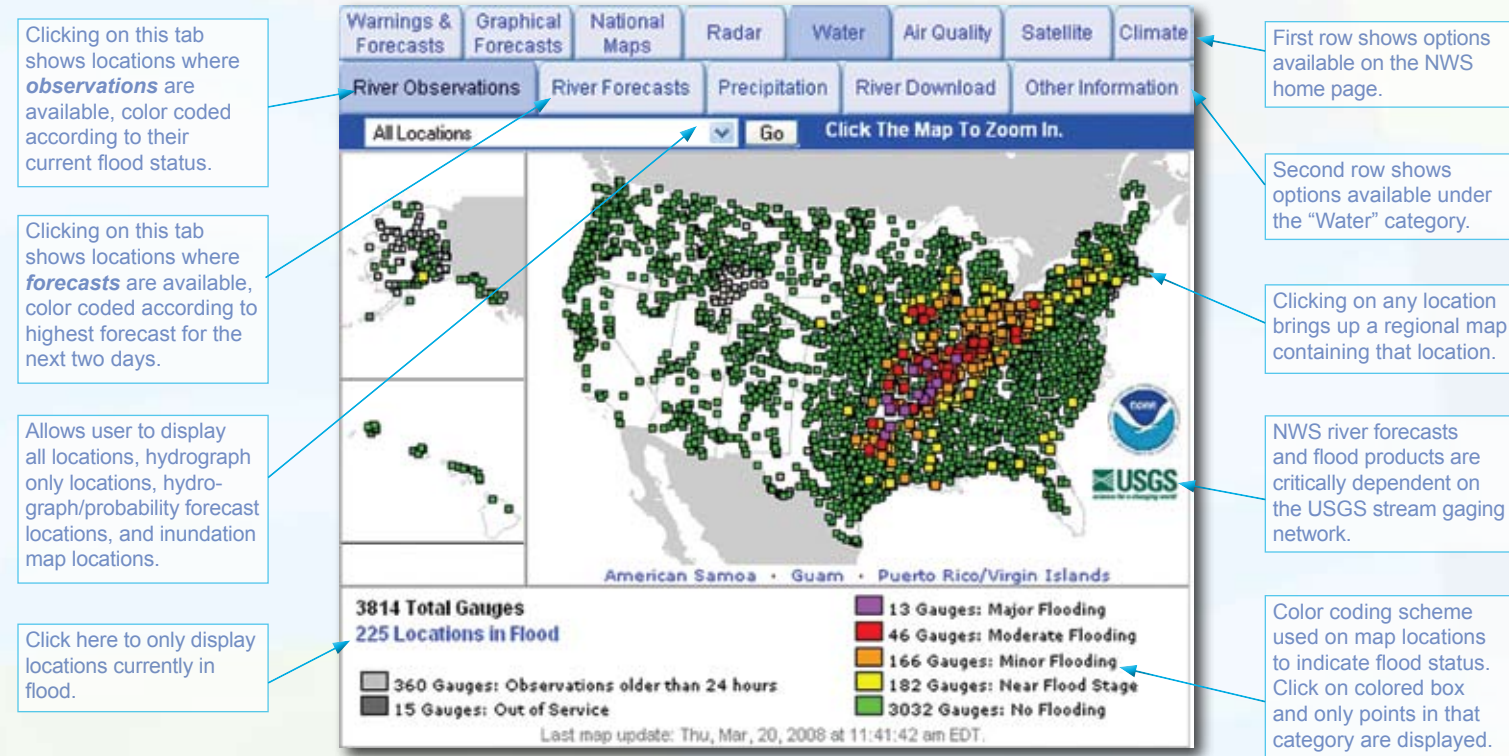 Clicking on this tab
shows locations where
observations are
available, color coded
according to their
current flood status.
Clicking on this tab
shows locations where
forecasts are available,
color coded according to
highest forecast for the
next two days.
Allows user to display
all locations, hydrograph
only locations, hydro-
graph/probability forecast
locations, and inundation
map locations.
Click here to only display
locations currently in
flood.
Warnings & Forecasts
Graphical Forecasts
National Maps
Radar
Water
Air Quality
Satellite
Climate
River Observations
River Forecasts
Precipitation
River Download
Other Information
All Locations
Go
Click The Map To Zoom In.
NOAA
USGS
science for a changing world
American Samoa · Guam · Puerto Rico/Virgin Islands
3814 Total Gauges
225 Locations in Flood
360 Gauges: Observations older than 24 hours
15 Gauges: Out of Service
13 Gauges: Major Flooding
46 Gauges: Moderate Flooding
166 Gauges: Minor Flooding
182 Gauges: Near Flood Stage
3032 Gauges: No Flooding
Last map update: Thu, Mar, 20, 2008 at 11:41:42 am EDT.
First row shows options
available on the NWS
home page.
Second row shows
options available under
the “Water” category.
Clicking on any location
brings up a regional map
containing that location.
NWS river forecasts
and flood products are
critically dependent on
the USGS stream gaging
network.
Color coding scheme
used on map locations
to indicate flood status.
Click on colored box
and only points in that
category are displayed.